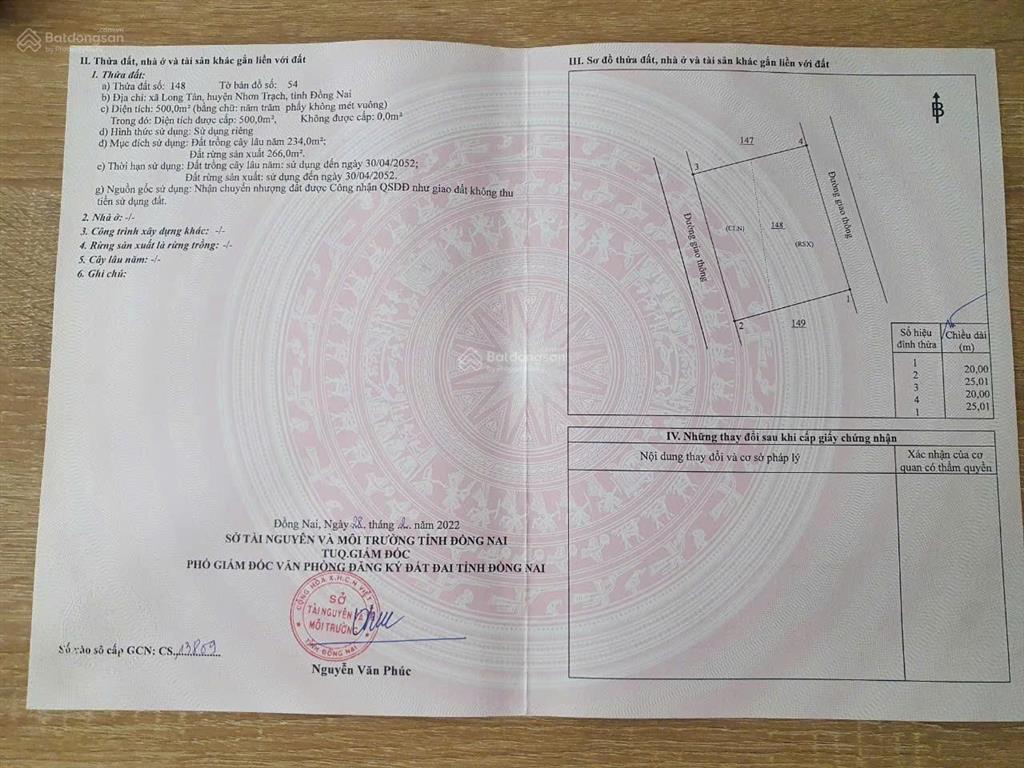 Batdongsan
by PropertyGuru
II. Thửa đất, nhà ở và tài sản khác gắn liền với đất
1. Thửa đất:
a) Thửa đất số: 148 Tờ bản đồ số: 54
b) Địa chỉ: xã Long Tân, huyện Nhơn Trạch, tỉnh Đồng Nai
c) Diện tích: 500,0m² (bằng chữ: năm trăm phẩy không mét vuông)
Trong đó: Diện tích được cấp: 500,0m², Không được cấp: 0,0m²
d) Hình thức sử dụng: Sử dụng riêng
đ) Mục đích sử dụng: Đất trồng cây lâu năm 234,0m²;
Đất rừng sản xuất 266,0m²;
e) Thời hạn sử dụng: Đất trồng cây lâu năm: sử dụng đến ngày 30/04/2052;
Đất rừng sản xuất: sử dụng đến ngày 30/04/2052.
g) Nguồn gốc sử dụng: Nhận chuyển nhượng đất được Công nhận QSDĐ như giao đất không thu
tiền sử dụng đất.
2. Nhà ở: -/-
3. Công trình xây dựng khác: -/-
4. Rừng sản xuất là rừng trồng: -/-
5. Cây lâu năm: -/-
6. Ghi chú:
Đồng Nai, Ngày 28 tháng 2 năm 2022
SỞ TÀI NGUYÊN VÀ MÔI TRƯỜNG TỈNH ĐỒNG NAI
TUQ.GIÁM ĐỐC
PHÓ GIÁM ĐỐC VĂN PHÒNG ĐĂNG KÝ ĐẤT ĐAI TỈNH ĐỒNG NAI
CỘNG HÒA X.H.C.N VIỆT
SỞ
TÀI NGUYÊN VÀ
MÔI TRƯỜNG
TỈNH ĐỒNG NAI
Số vào sổ cấp GCN: CS 13809
Nguyễn Văn Phúc
III. Sơ đồ thửa đất, nhà ở và tài sản khác gắn liền với đất
B
147
4
3
Đường giao thông
Đường giao thông
(CLN)
148
(RSX)
1
2
149
Số hiệu đỉnh thửa
Chiều dài (m)
1
20,00
2
25,01
3
20,00
4
25,01
1
Batdongsan
IV. Những thay đổi sau khi cấp giấy chứng nhận
Nội dung thay đổi và cơ sở pháp lý
Xác nhận của cơ
quan có thẩm quyền